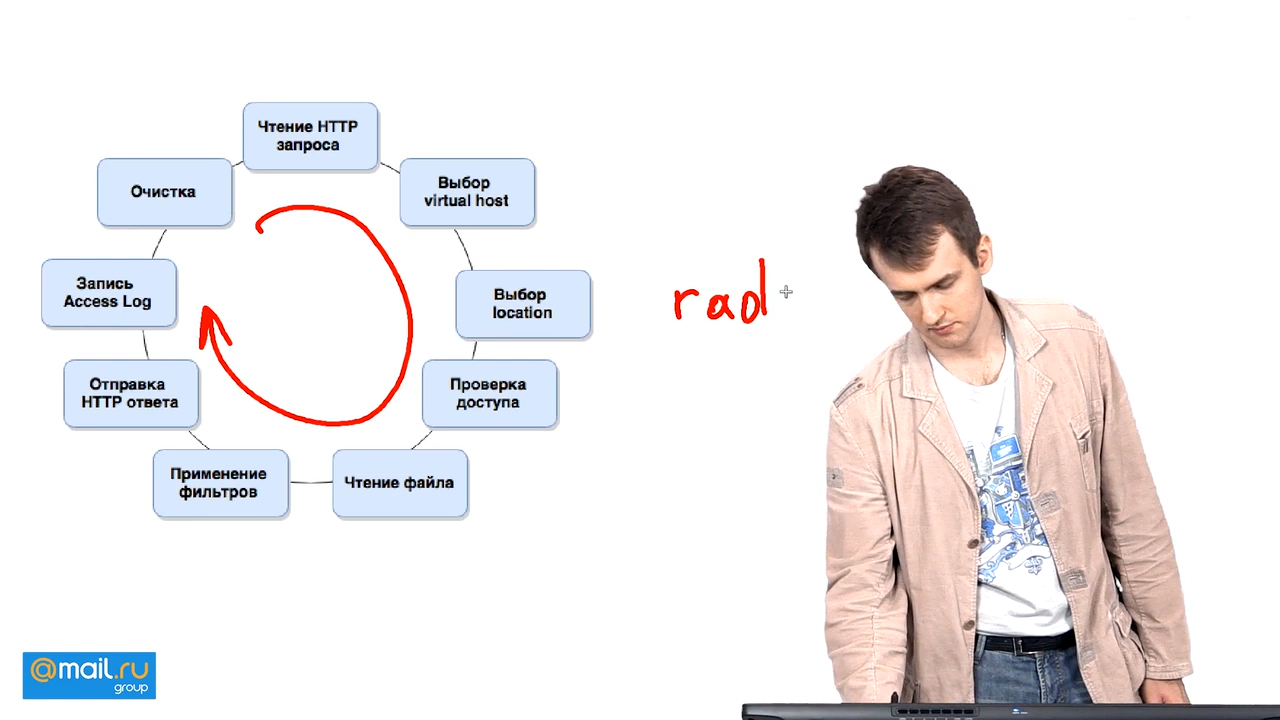 Чтение HTTP
запроса
Выбор
virtual host
Выбор
location
Проверка
доступа
Чтение файла
Применение
фильтров
Отправка
HTTP ответа
Запись
Access Log
Очистка
rad
@mail.ru
group